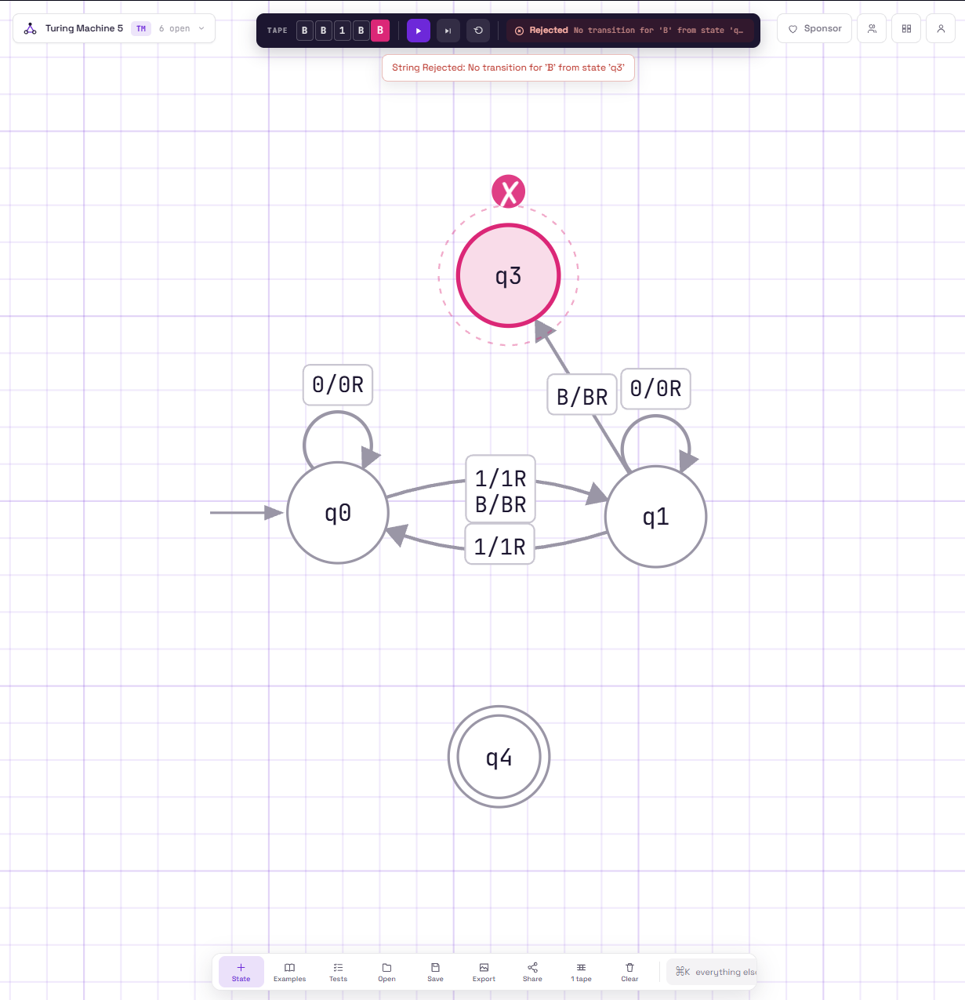 Turing Machine 5 TM 6 open
TAPE B B 1 B B
Rejected No transition for 'B' from state 'q…
Sponsor
String Rejected: No transition for 'B' from state 'q3'
X
q3
0/0R
B/BR
0/0R
1/1R
B/BR
q0
q1
1/1R
q4
State
Examples
Tests
Open
Save
Export
Share
1 tape
Clear
⌘K everything else